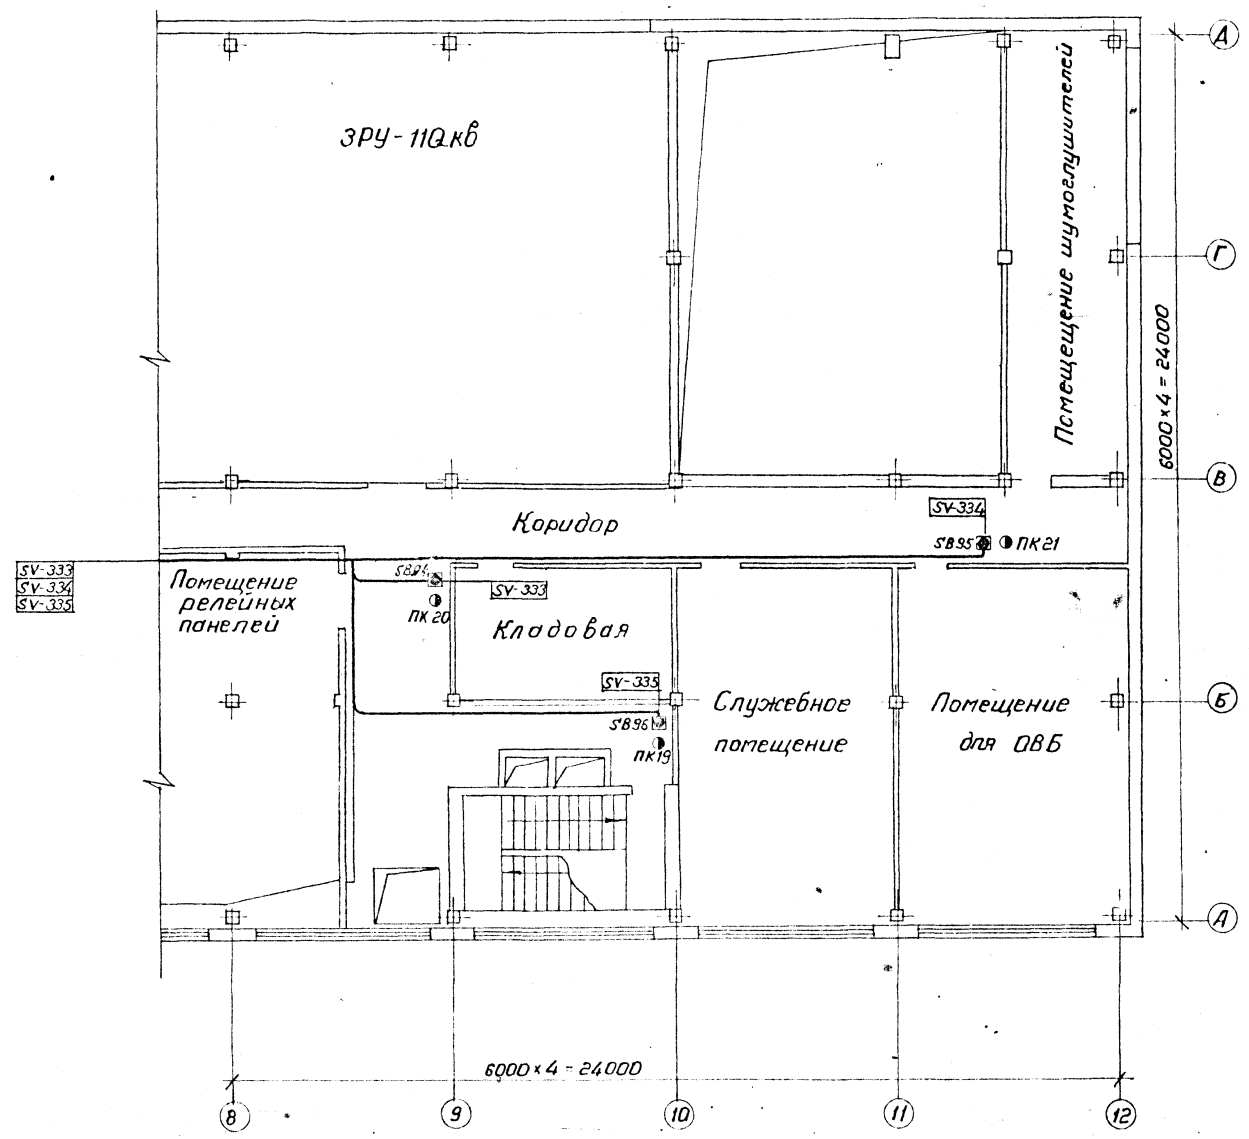 А
ЗРУ-110 кв
Помещение шумоглушителей
Г
6000 × 4 = 24000
В
SV-334
Коридор
SB95
ПК21
SV-333
SV-334
SV-335
Помещение
релейных
панелей
SB94
SV-333
ПК20
Кладовая
SV-335
SB96
ПК19
Служебное
помещение
Помещение
для ОВБ
Б
А
6000 × 4 = 24000
8
9
10
11
12